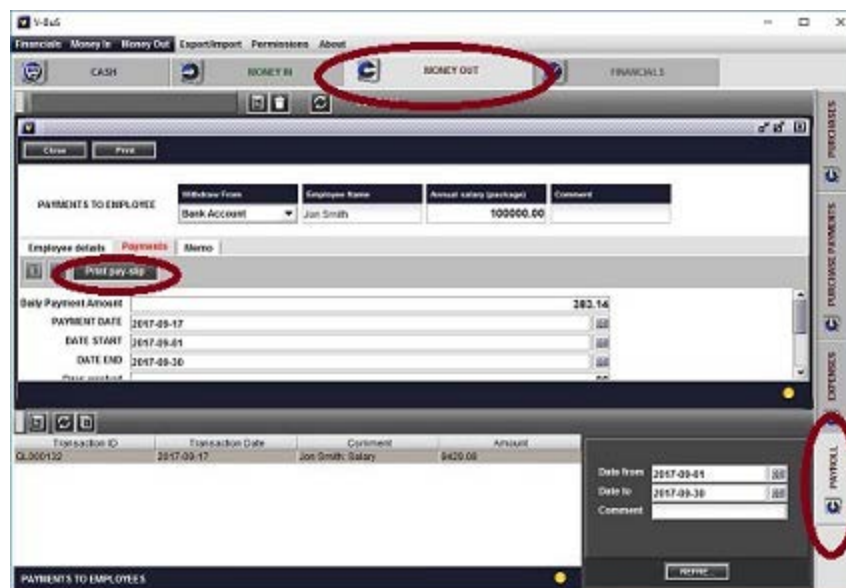 V-BuS
Financials Money In Money Out Export/Import Permissions About
CASH MONEY IN MONEY OUT FINANCIALS
Close Print
PAYMENTS TO EMPLOYEE
Withdraw From Employee Name Annual salary (package) Comment
Bank Account Jon Smith 100000.00
Employee details Payments Memo
Print pay-slip
Daily Payment Amount 383.14
PAYMENT DATE 2017-09-17
DATE START 2017-09-01
DATE END 2017-09-30
Transaction ID Transaction Date Comment Amount
GL000132 2017-09-17 Jon Smith: Salary 8429.08
Date from 2017-09-01
Date to 2017-09-30
Comment
REFRE...
PAYMENTS TO EMPLOYEES
PURCHASES
PURCHASE PAYMENTS
EXPENSES
PAYROLL